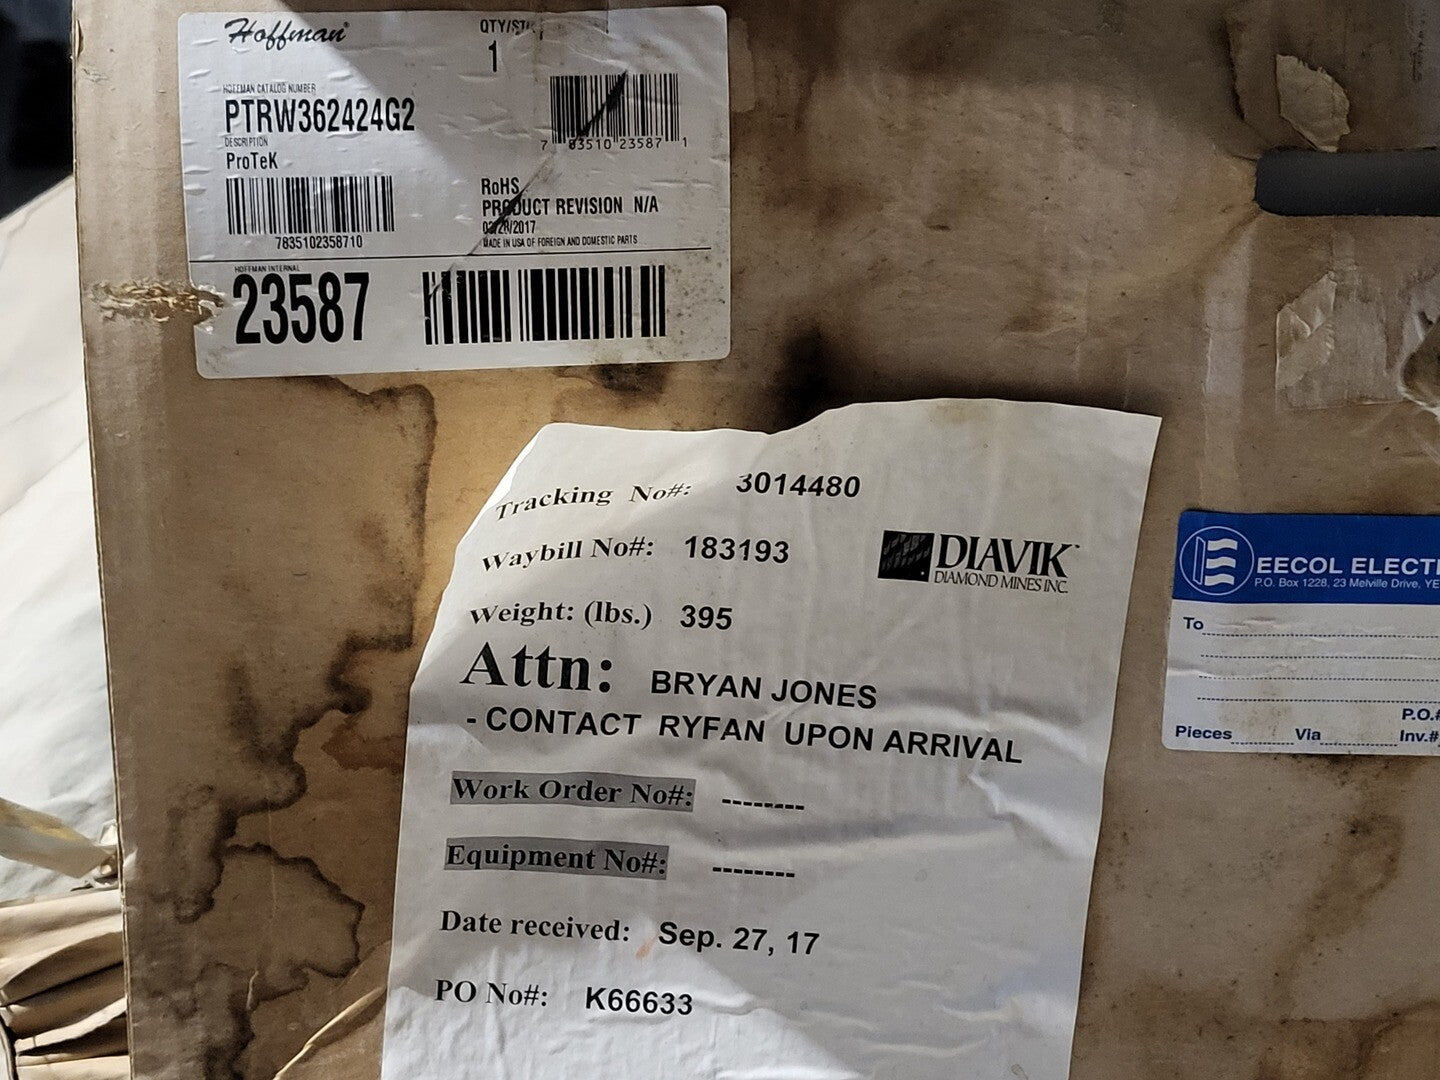 Hoffman®
QTY/
1
HOFFMAN CATALOG NUMBER
PTRW362424G2
DESCRIPTION
ProTeK
7 83510 23587 1
7835102358710
RoHS
PRODUCT REVISION N/A
/2017
MADE IN USA OF FOREIGN AND DOMESTIC PARTS
HOFFMAN INTERNAL
23587
Tracking No#: 3014480
Waybill No#: 183193
DIAVIK™
DIAMOND MINES INC.
Weight: (lbs.) 395
Attn: BRYAN JONES
- CONTACT RYFAN UPON ARRIVAL
Work Order No#: --------
Equipment No#: --------
Date received: Sep. 27, 17
PO No#: K66633
EECOL ELECT
P.O. Box 1228, 23 Melville Drive, YE
To
P.O.#
Pieces Via Inv.#